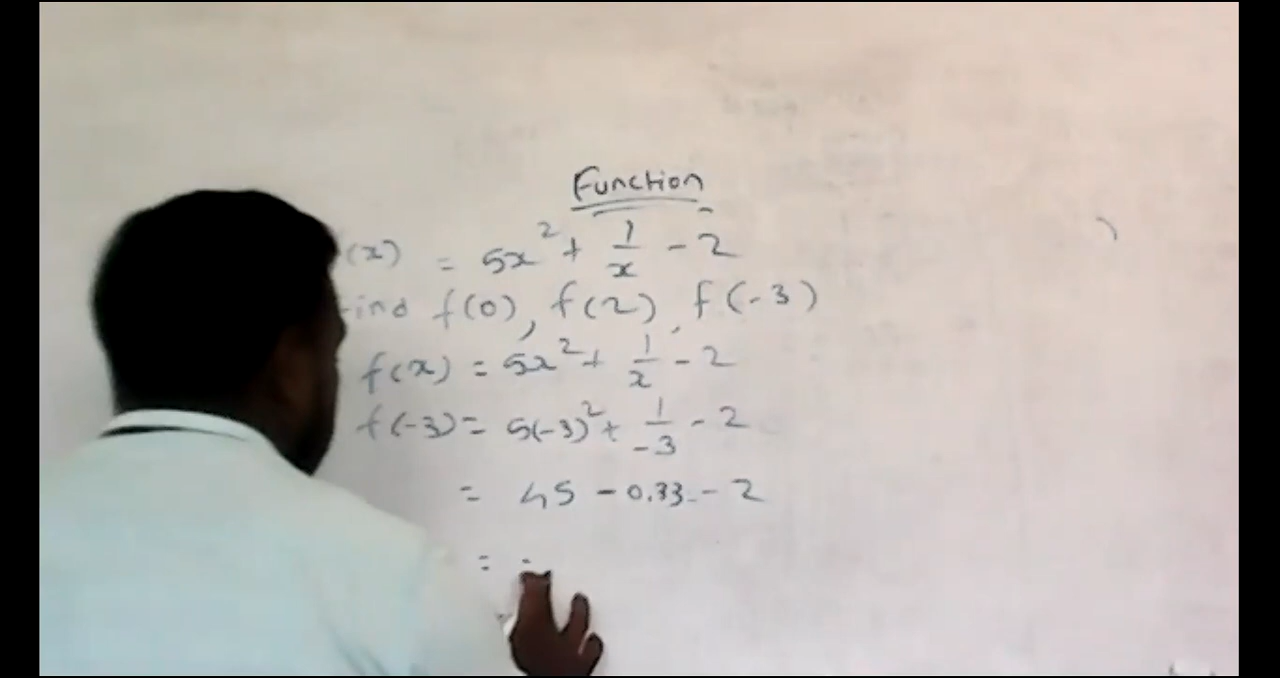 Function
(x) = 5x² + 1/x - 2
ind f(0), f(2), f(-3)
f(x) = 5x² + 1/x - 2
f(-3) = 5(-3)² + 1/-3 - 2
= 45 - 0.33 - 2
=